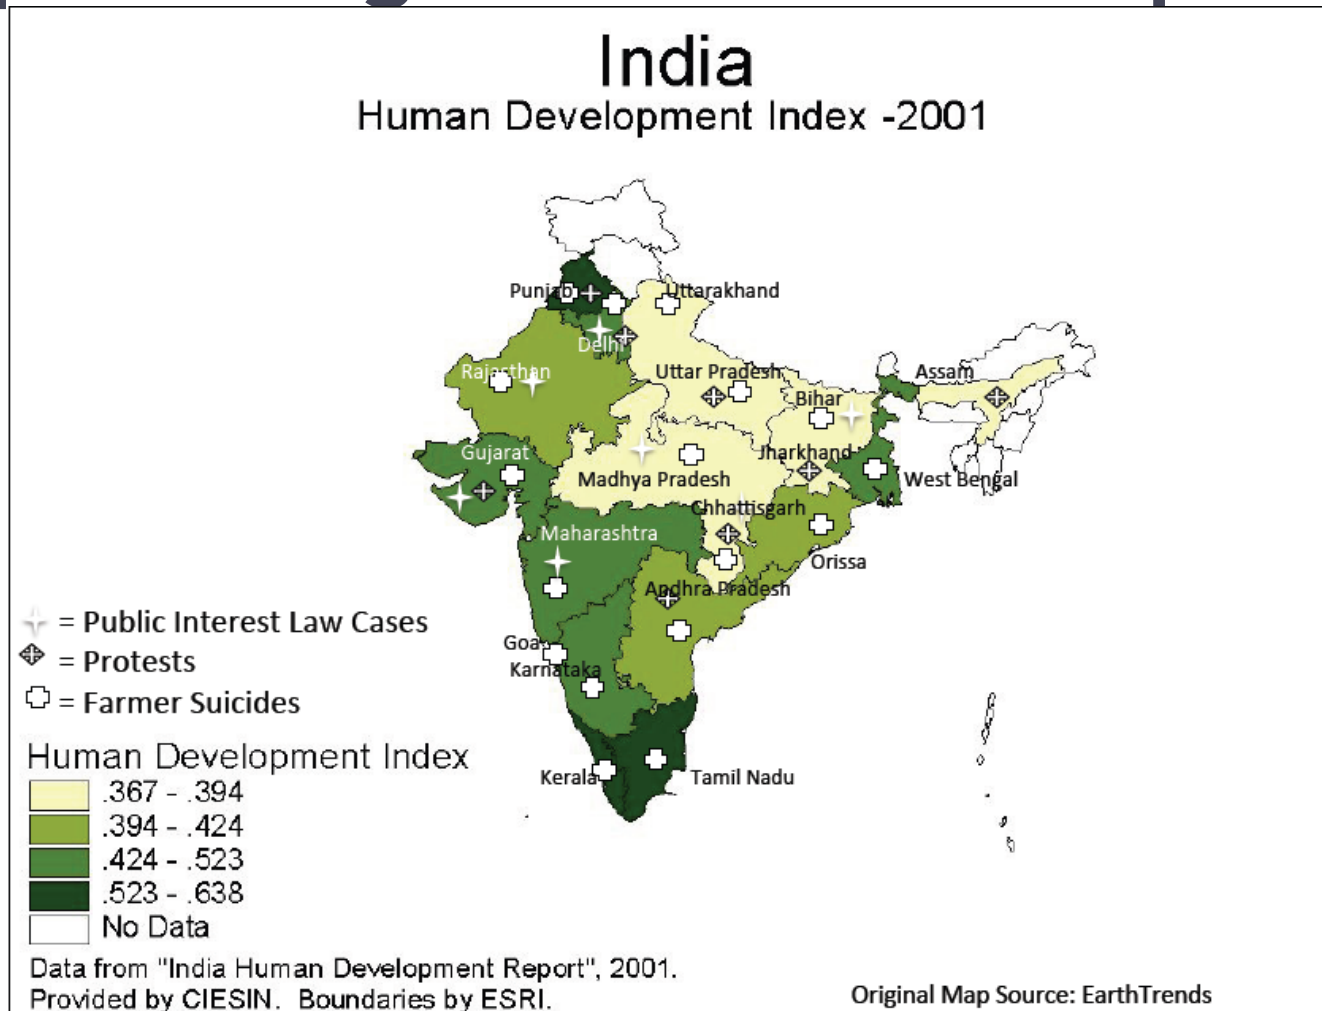 India
Human Development Index -2001
Punjab
Uttarakhand
Delhi
Rajasthan
Uttar Pradesh
Assam
Bihar
Gujarat
Jharkhand
Madhya Pradesh
West Bengal
Chhattisgarh
Maharashtra
Orissa
Andhra Pradesh
= Public Interest Law Cases
= Protests
= Farmer Suicides
Goa
Karnataka
Kerala
Tamil Nadu
Human Development Index
.367 - .394
.394 - .424
.424 - .523
.523 - .638
No Data
Data from "India Human Development Report", 2001.
Provided by CIESIN. Boundaries by ESRI.
Original Map Source: EarthTrends